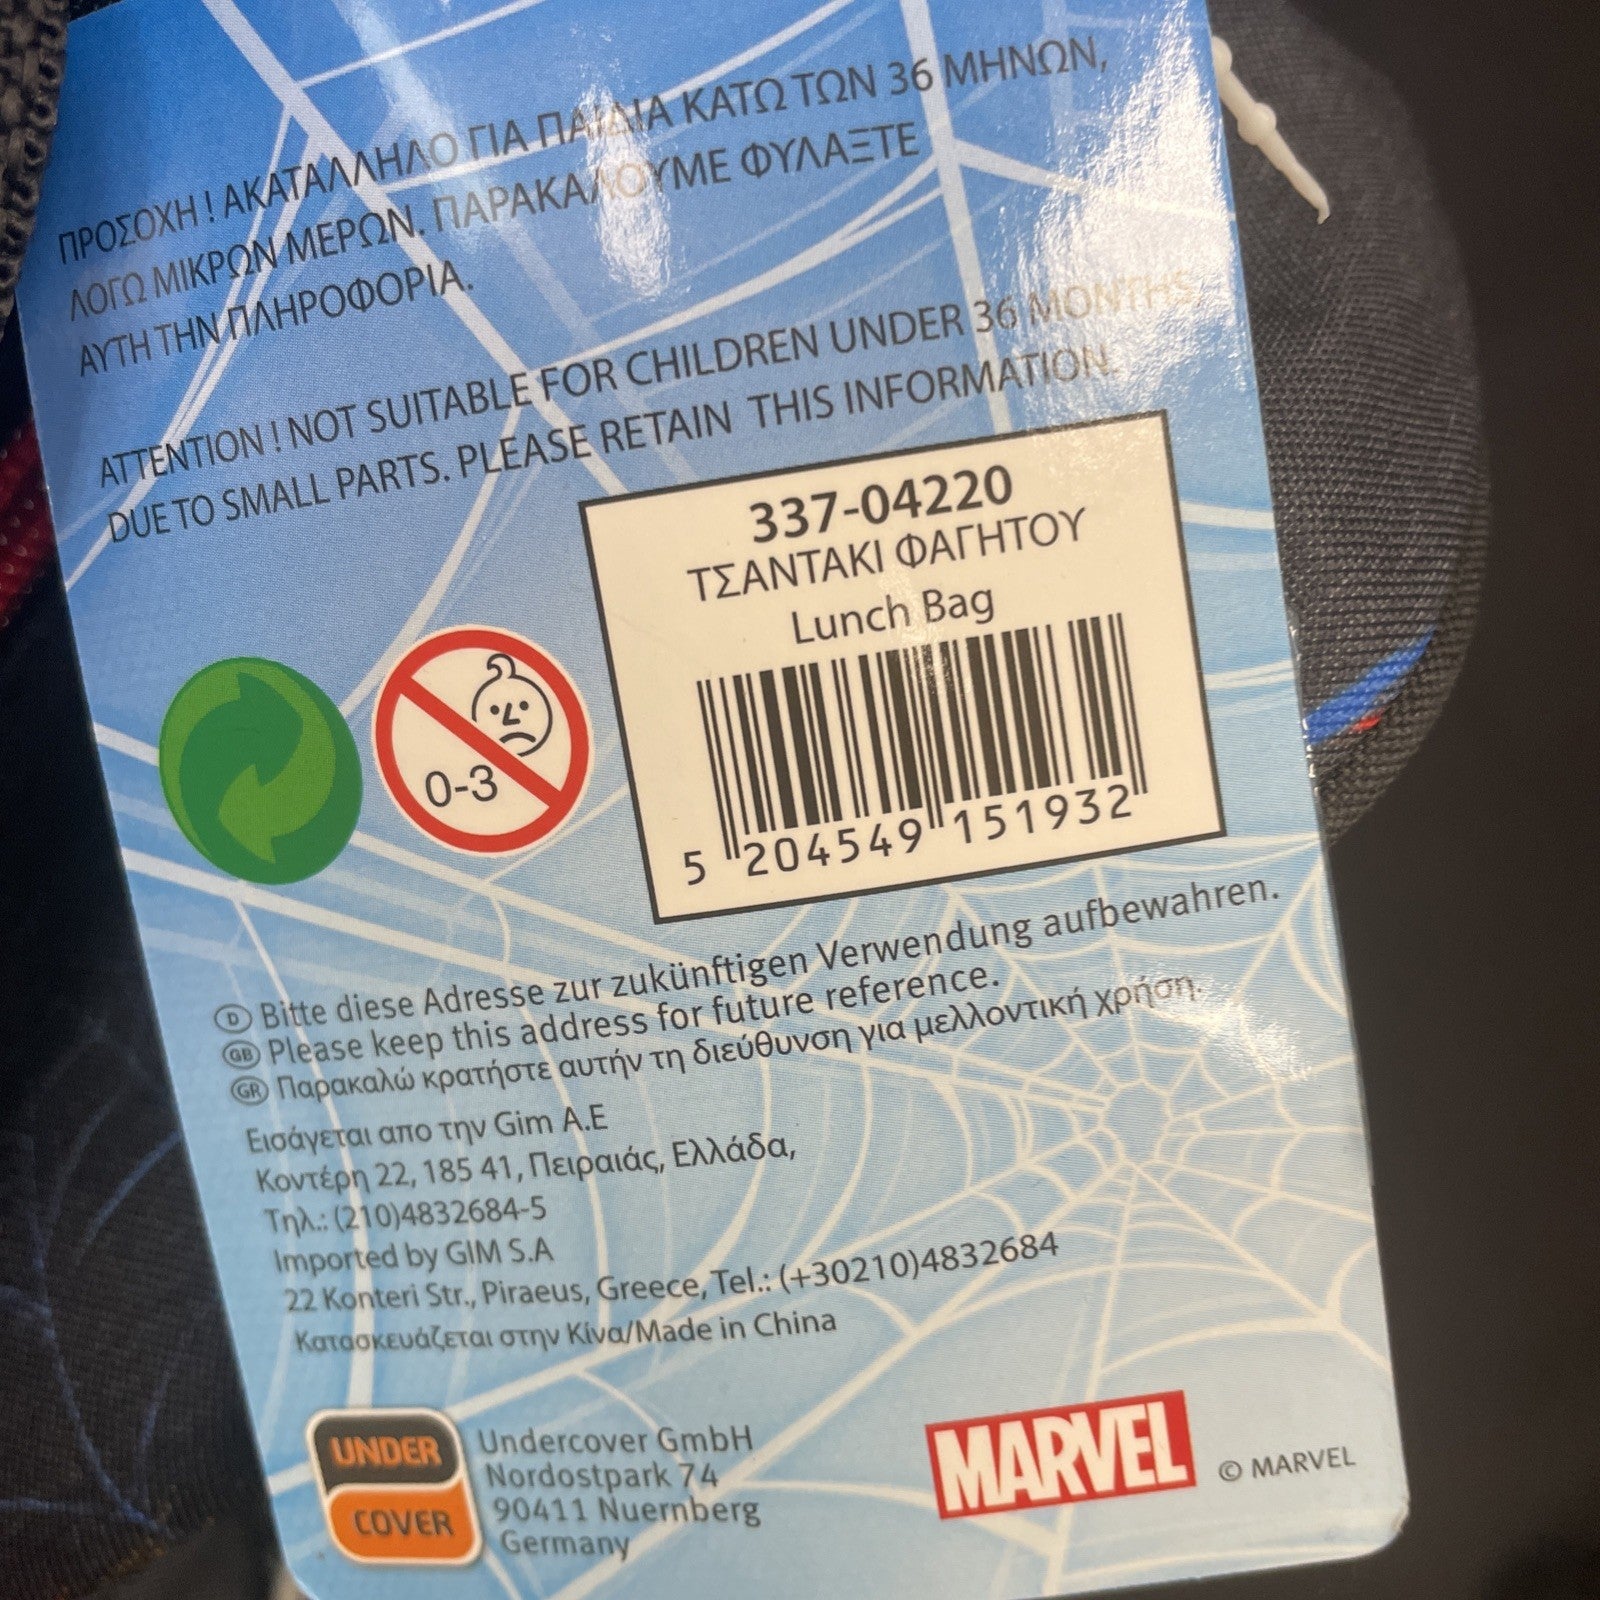 ΠΡΟΣΟΧΗ ! ΑΚΑΤΑΛΛΗΛΟ ΓΙΑ ΠΑΙΔΙΑ ΚΑΤΩ ΤΩΝ 36 ΜΗΝΩΝ,
ΛΟΓΩ ΜΙΚΡΩΝ ΜΕΡΩΝ. ΠΑΡΑΚΑΛΟΥΜΕ ΦΥΛΑΞΤΕ
ΑΥΤΗ ΤΗΝ ΠΛΗΡΟΦΟΡΙΑ.
ATTENTION ! NOT SUITABLE FOR CHILDREN UNDER 36 MONTHS
DUE TO SMALL PARTS. PLEASE RETAIN THIS INFORMATION.
337-04220
ΤΣΑΝΤΑΚΙ ΦΑΓΗΤΟΥ
Lunch Bag
5 204549 151932
0-3
D Bitte diese Adresse zur zukünftigen Verwendung aufbewahren.
GB Please keep this address for future reference.
GR Παρακαλώ κρατήστε αυτήν τη διεύθυνση για μελλοντική χρήση.
Εισάγεται απο την Gim A.E
Κοντέρη 22, 185 41, Πειραιάς, Ελλάδα,
Τηλ.: (210)4832684-5
Imported by GIM S.A
22 Konteri Str., Piraeus, Greece, Tel.: (+30210)4832684
Κατασκευάζεται στην Κίνα/Made in China
UNDER
COVER
Undercover GmbH
Nordostpark 74
90411 Nuernberg
Germany
MARVEL
© MARVEL